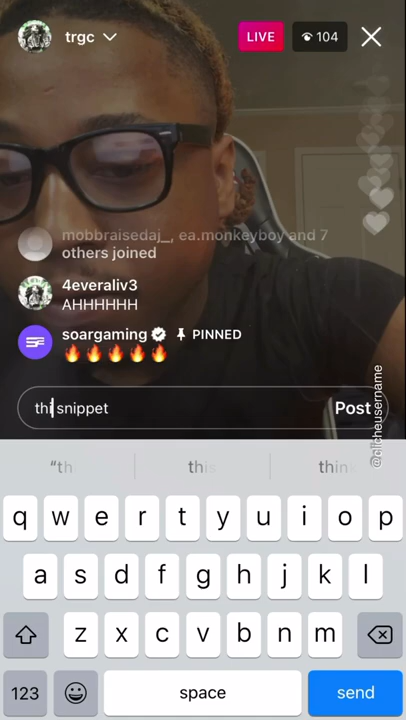 trgc
LIVE
104
mobbraisedaj_, ea.monkeyboy and 7
others joined
4everaliv3
AHHHHHH
soargaming PINNED
thi snippet
Post
@clicheusername
"th this think
q w e r t y u i o p
a s d f g h j k l
z x c v b n m
123 space send